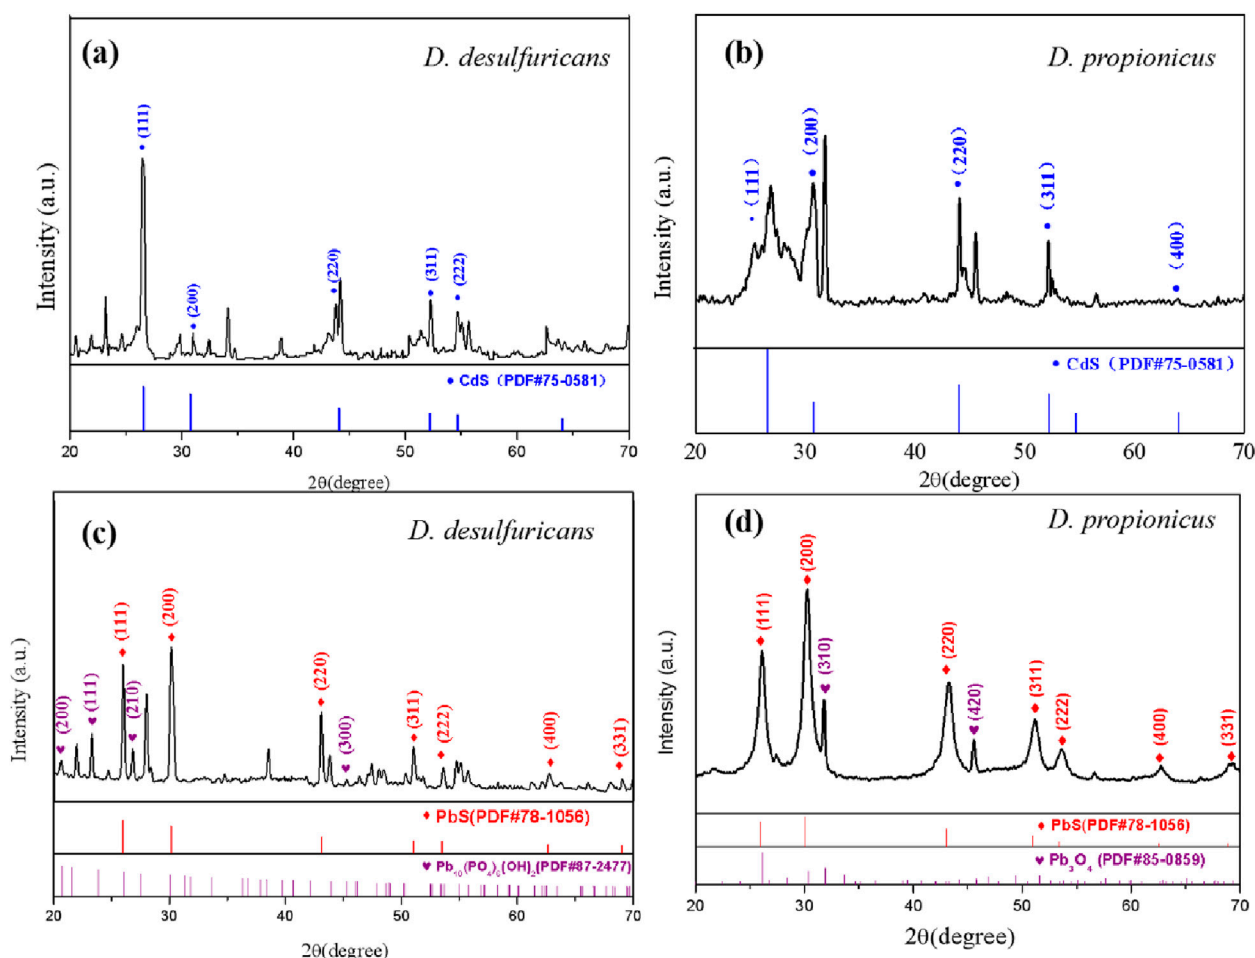 (a)
D. desulfuricans
(111)
(200)
(220)
(311)
(222)
Intensity (a.u.)
CdS (PDF#75-0581)
20 30 40 50 60 70
2θ(degree)
(b)
D. propionicus
(111)
(200)
(220)
(311)
(400)
Intensity (a.u.)
CdS (PDF#75-0581)
20 30 40 50 60 70
2θ(degree)
(c)
D. desulfuricans
(200)
(111)
(111)
(210)
(200)
(220)
(300)
(311)
(222)
(400)
(331)
Intensity (a.u.)
PbS(PDF#78-1056)
Pb10(PO4)6(OH)2(PDF#87-2477)
20 30 40 50 60 70
2θ(degree)
(d)
D. propionicus
(111)
(200)
(310)
(220)
(420)
(311)
(222)
(400)
(331)
Intensity (a.u.)
PbS(PDF#78-1056)
Pb3O4 (PDF#85-0859)
20 30 40 50 60 70
2θ(degree)